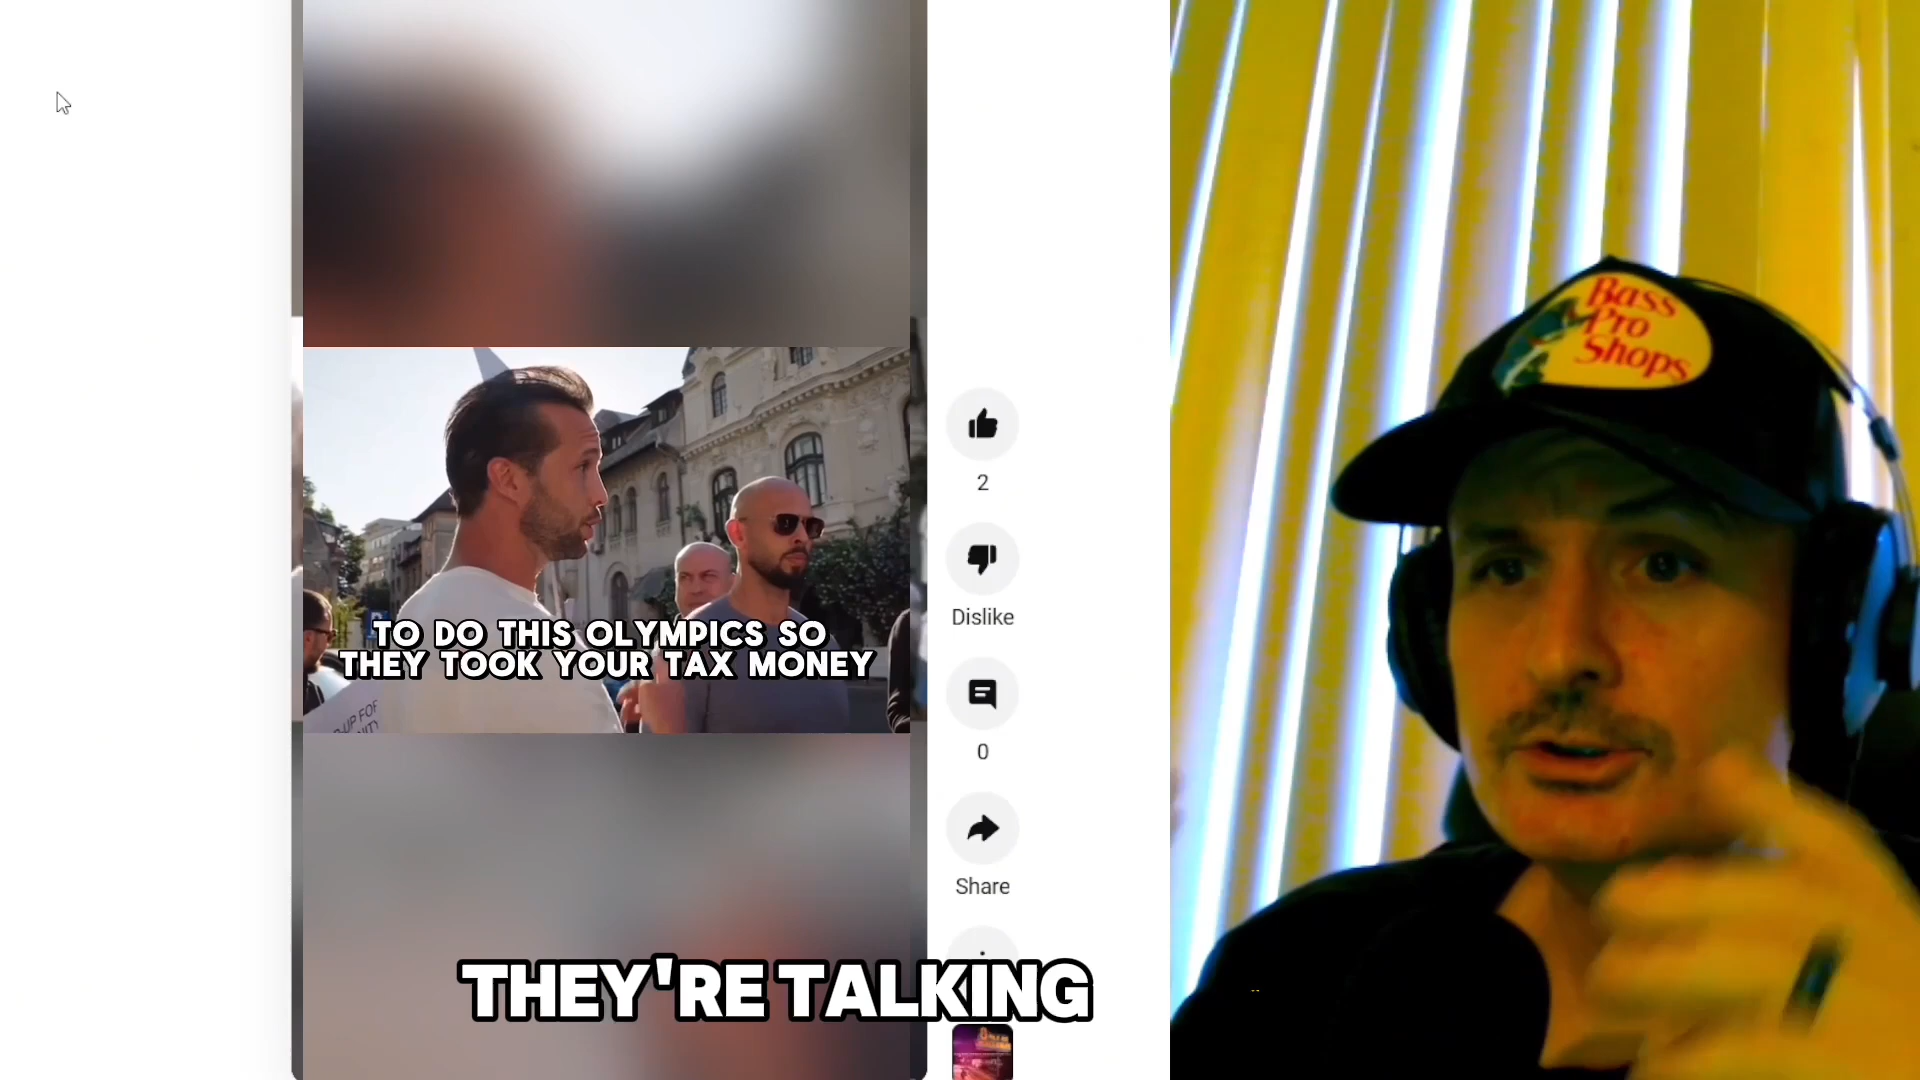 Bass
Pro
Shops
TO DO THIS OLYMPICS SO
THEY TOOK YOUR TAX MONEY
2
Dislike
0
Share
THEY'RE TALKING